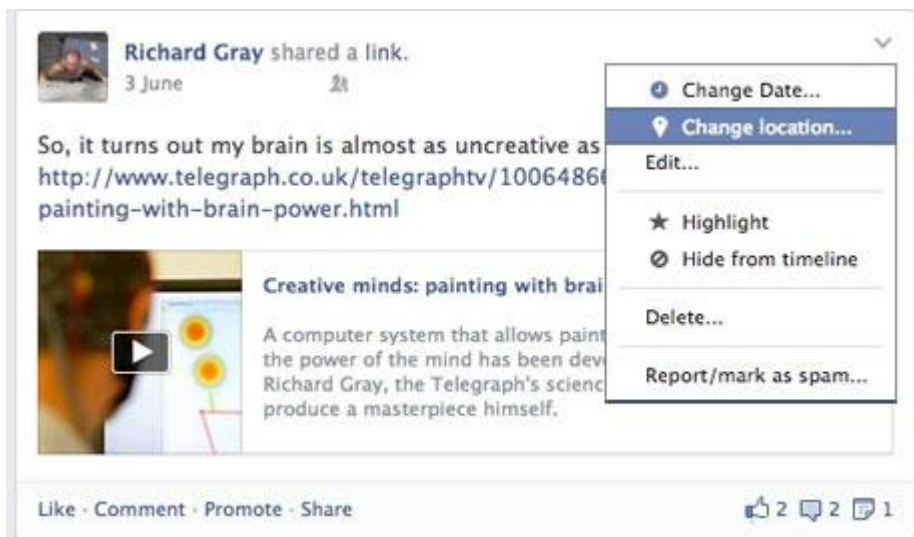 Richard Gray shared a link.
3 June
Change Date...
Change location...
Edit...
Highlight
Hide from timeline
Delete...
Report/mark as spam...
So, it turns out my brain is almost as uncreative as
http://www.telegraph.co.uk/telegraphtv/1006486
painting-with-brain-power.html
Creative minds: painting with brai
A computer system that allows paint
the power of the mind has been dev
Richard Gray, the Telegraph's scienc
produce a masterpiece himself.
Like · Comment · Promote · Share
2 2 1